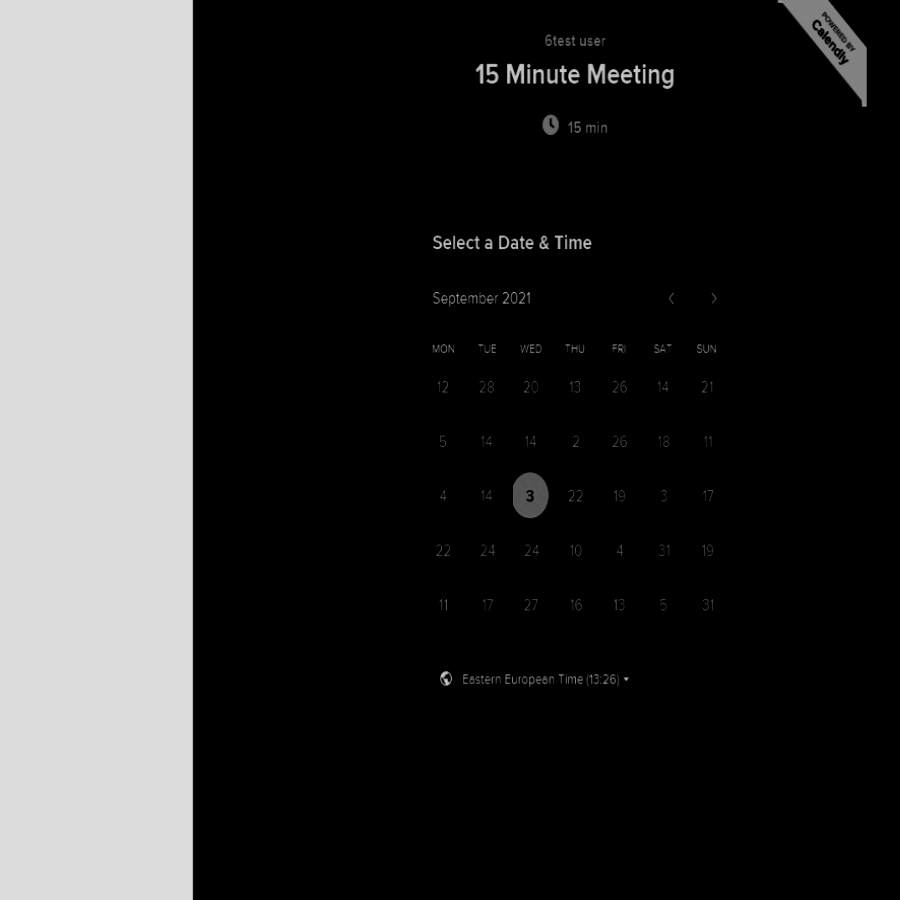 POWERED BY
Calendly
6test user
15 Minute Meeting
15 min
Select a Date & Time
September 2021
MON TUE WED THU FRI SAT SUN
12 28 20 13 26 14 21
5 14 14 2 26 18 11
4 14 3 22 19 3 17
22 24 24 10 4 31 19
11 17 27 16 13 5 31
Eastern European Time (13:26)